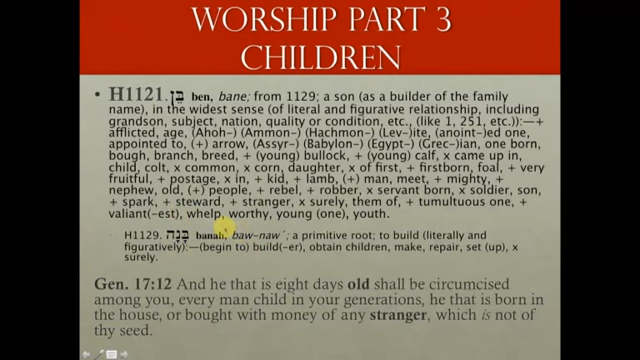 WORSHIP PART 3
CHILDREN
• H1121. בֵּן ben, bane; from 1129; a son (as a builder of the family
name), in the widest sense (of literal and figurative relationship, including
grandson, subject, nation, quality or condition, etc., (like 1, 251, etc.)):—+
afflicted, age, (Ahoh-) (Ammon-) (Hachmon-) (Lev-)ite, (anoint-)ed one,
appointed to, (+) arrow, (Assyr-) (Babylon-) (Egypt-) (Grec-)ian, one born,
bough, branch, breed, + (young) bullock, + (young) calf, x came up in,
child, colt, x common, x corn, daughter, x of first, + firstborn, foal, + very
fruitful, + postage, x in, + kid, + lamb, (+) man, meet, + mighty, +
nephew, old, (+) people, + rebel, + robber, x servant born, x soldier, son,
+ spark, + steward, + stranger, x surely, them of, + tumultuous one, +
valiant(-est), whelp, worthy, young (one), youth.
H1129. בָּנָה banah, baw-naw´; a primitive root; to build (literally and
figuratively):—(begin to) build(-er), obtain children, make, repair, set (up), x
surely.
Gen. 17:12 And he that is eight days old shall be circumcised
among you, every man child in your generations, he that is born in
the house, or bought with money of any stranger, which is not of
thy seed.